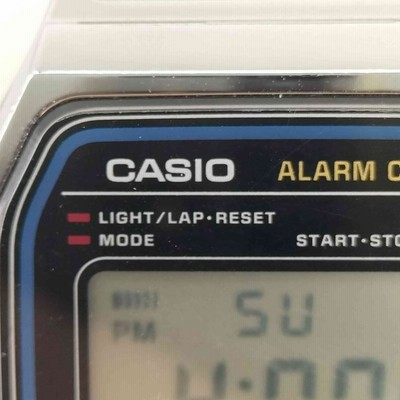 CASIO ALARM C
LIGHT/LAP•RESET
MODE START•STO
SU
PM